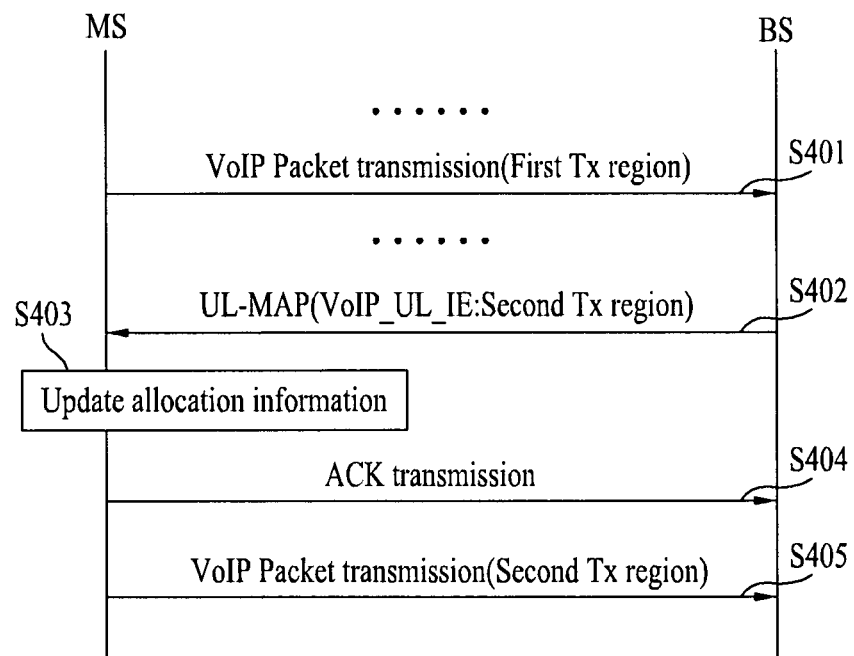 MS
BS
VoIP Packet transmission(First Tx region)
S401
UL-MAP(VoIP_UL_IE:Second Tx region)
S402
S403
Update allocation information
ACK transmission
S404
VoIP Packet transmission(Second Tx region)
S405